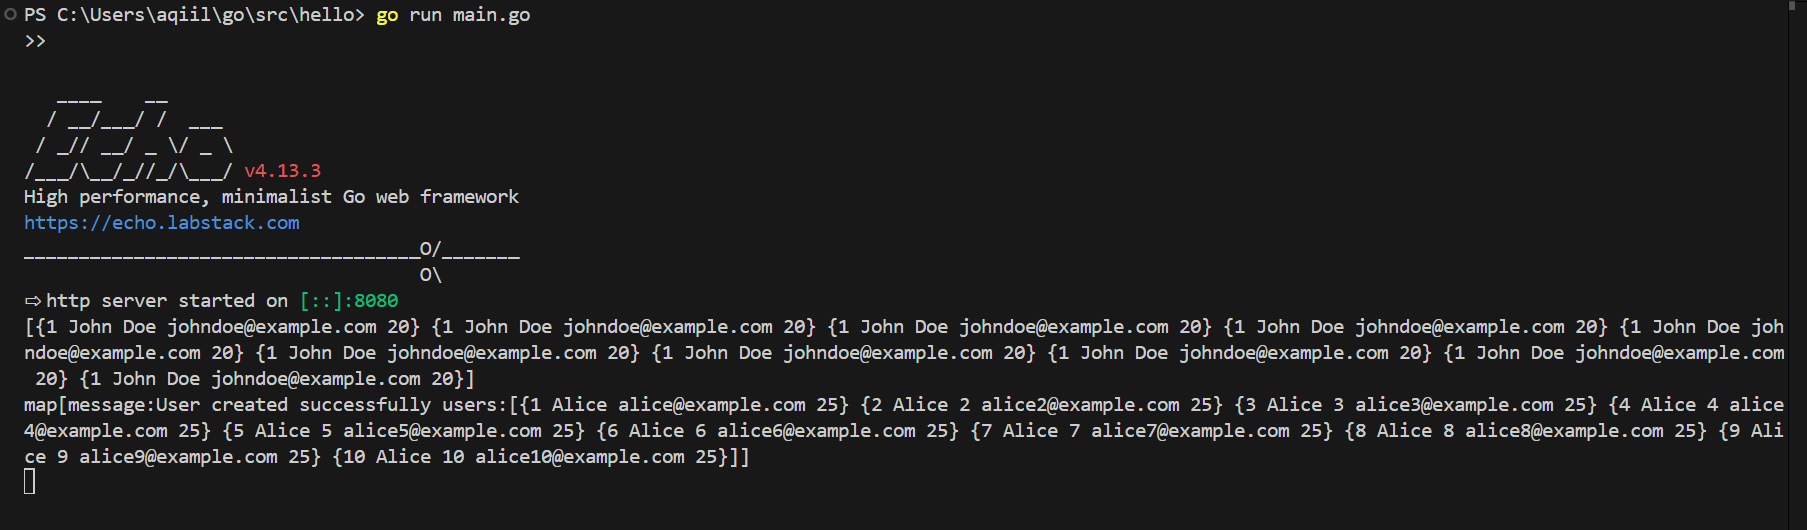 PS C:\Users\aqiil\go\src\hello> go run main.go
>>
   ____    __
  / __/___/ /  ___
 / _// __/ _ \/ _ \
/___/\__/_//_/\___/ v4.13.3
High performance, minimalist Go web framework
https://echo.labstack.com
____________________________________O/_______
                                    O\
⇨ http server started on [::]:8080
[{1 John Doe johndoe@example.com 20} {1 John Doe johndoe@example.com 20} {1 John Doe johndoe@example.com 20} {1 John Doe johndoe@example.com 20} {1 John Doe joh
ndoe@example.com 20} {1 John Doe johndoe@example.com 20} {1 John Doe johndoe@example.com 20} {1 John Doe johndoe@example.com 20} {1 John Doe johndoe@example.com
 20} {1 John Doe johndoe@example.com 20}]
map[message:User created successfully users:[{1 Alice alice@example.com 25} {2 Alice 2 alice2@example.com 25} {3 Alice 3 alice3@example.com 25} {4 Alice 4 alice
4@example.com 25} {5 Alice 5 alice5@example.com 25} {6 Alice 6 alice6@example.com 25} {7 Alice 7 alice7@example.com 25} {8 Alice 8 alice8@example.com 25} {9 Ali
ce 9 alice9@example.com 25} {10 Alice 10 alice10@example.com 25}]]